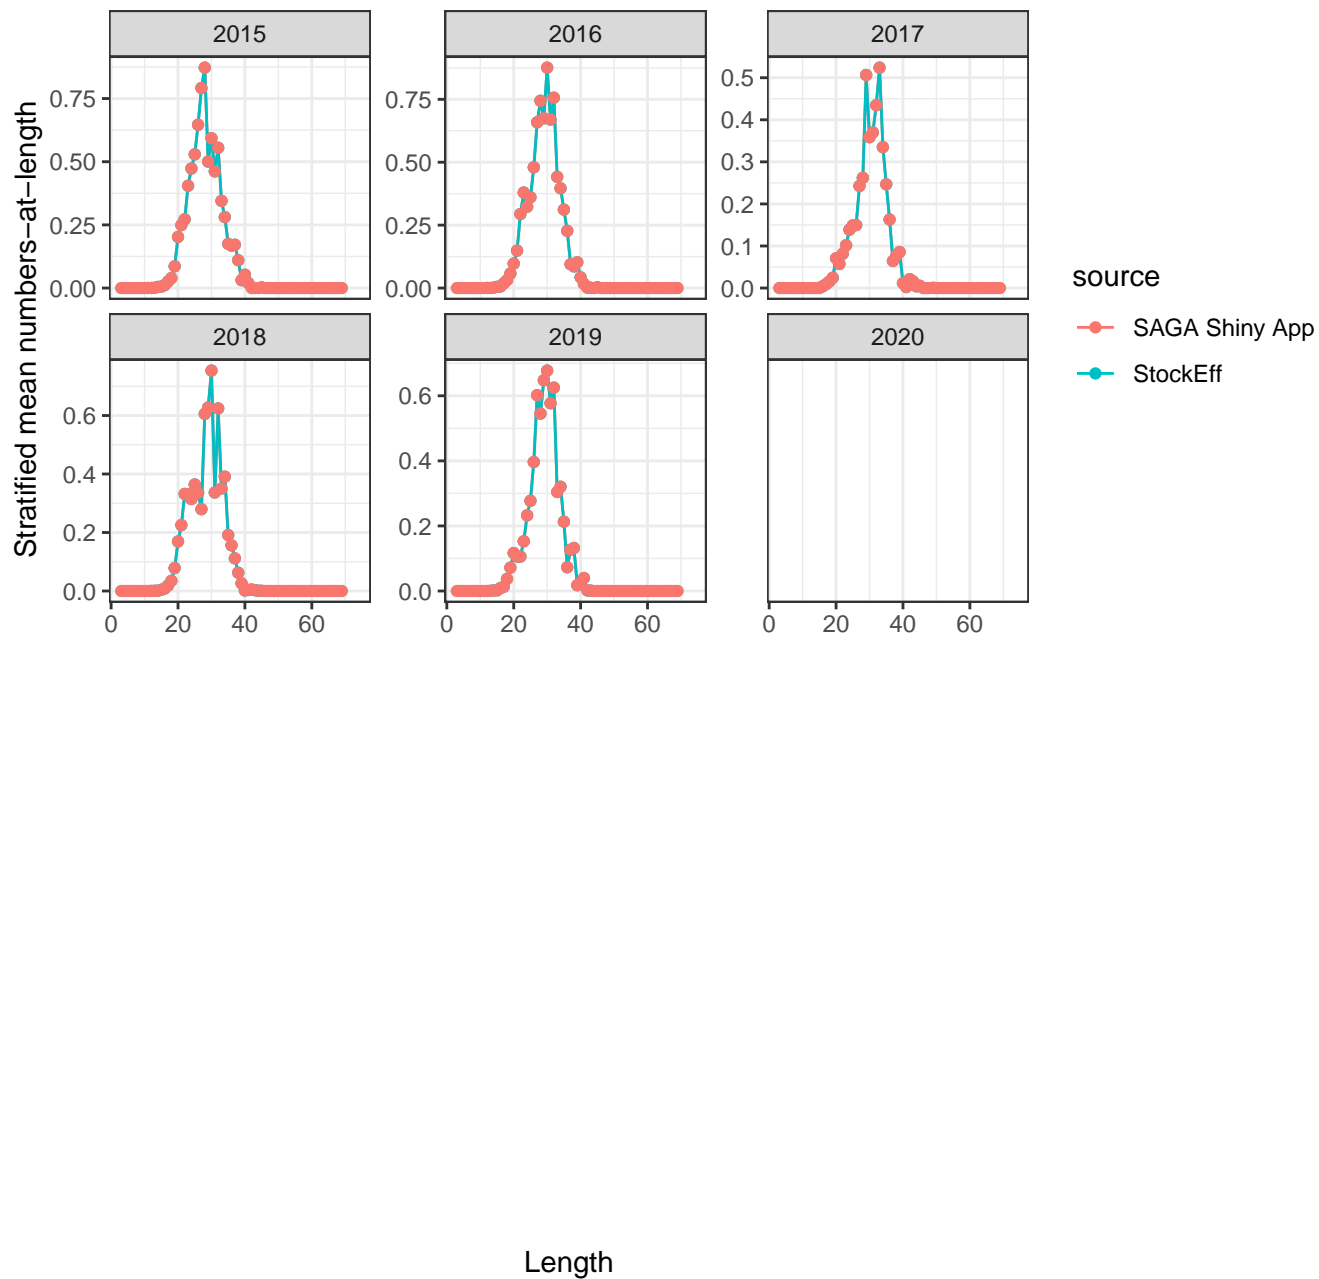 2015 2016 2017
0.75 0.50 0.25 0.00
0.75 0.50 0.25 0.00
0.5 0.4 0.3 0.2 0.1 0.0
Stratified mean numbers−at−length
2018 2019 2020
0.6 0.4 0.2 0.0
0.6 0.4 0.2 0.0
0 20 40 60 0 20 40 60 0 20 40 60
Length
source
SAGA Shiny App
StockEff